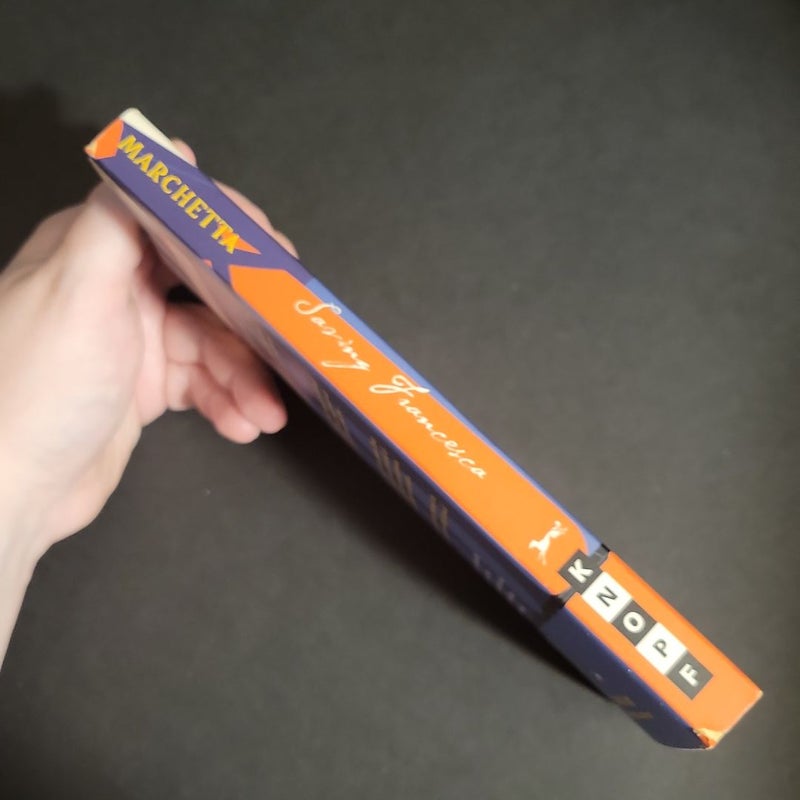 MARCHETTA
Saving Francesca
KNOPF